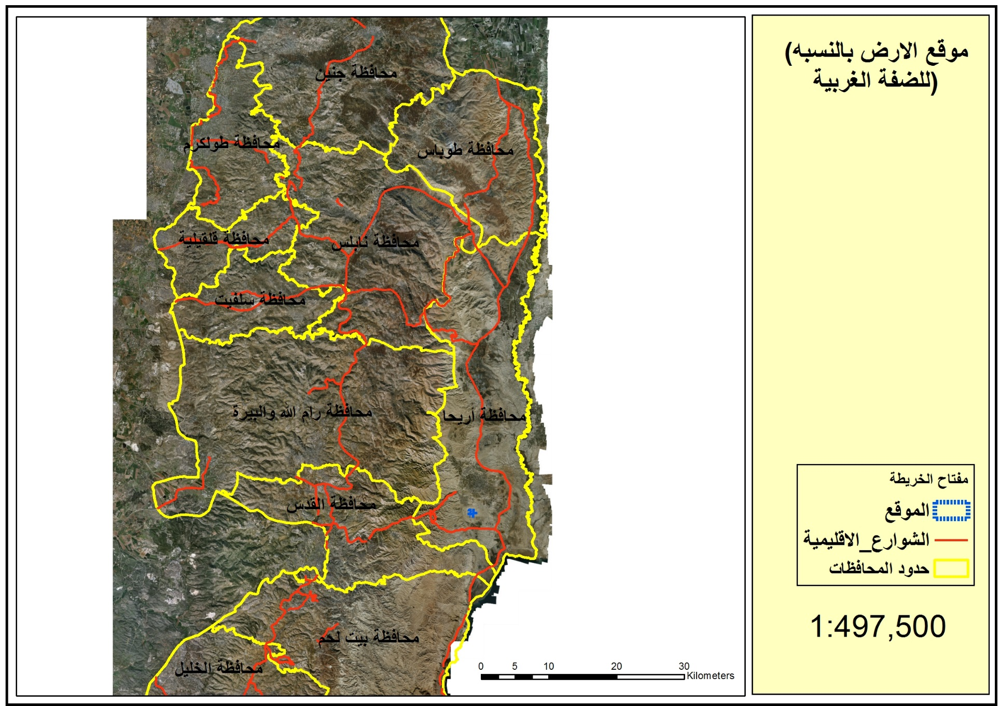 (موقع الارض بالنسبه
للضفة الغربية)
محافظة جنين
محافظة طولكرم
محافظة طوباس
محافظة قلقيلية
محافظة نابلس
محافظة سلفيت
محافظة رام الله والبيرة
محافظة أريحا
محافظة القدس
محافظة بيت لحم
محافظة الخليل
مفتاح الخريطة
الموقع
الشوارع_الاقليمية
حدود المحافظات
1:497,500
0 5 10 20 30
Kilometers